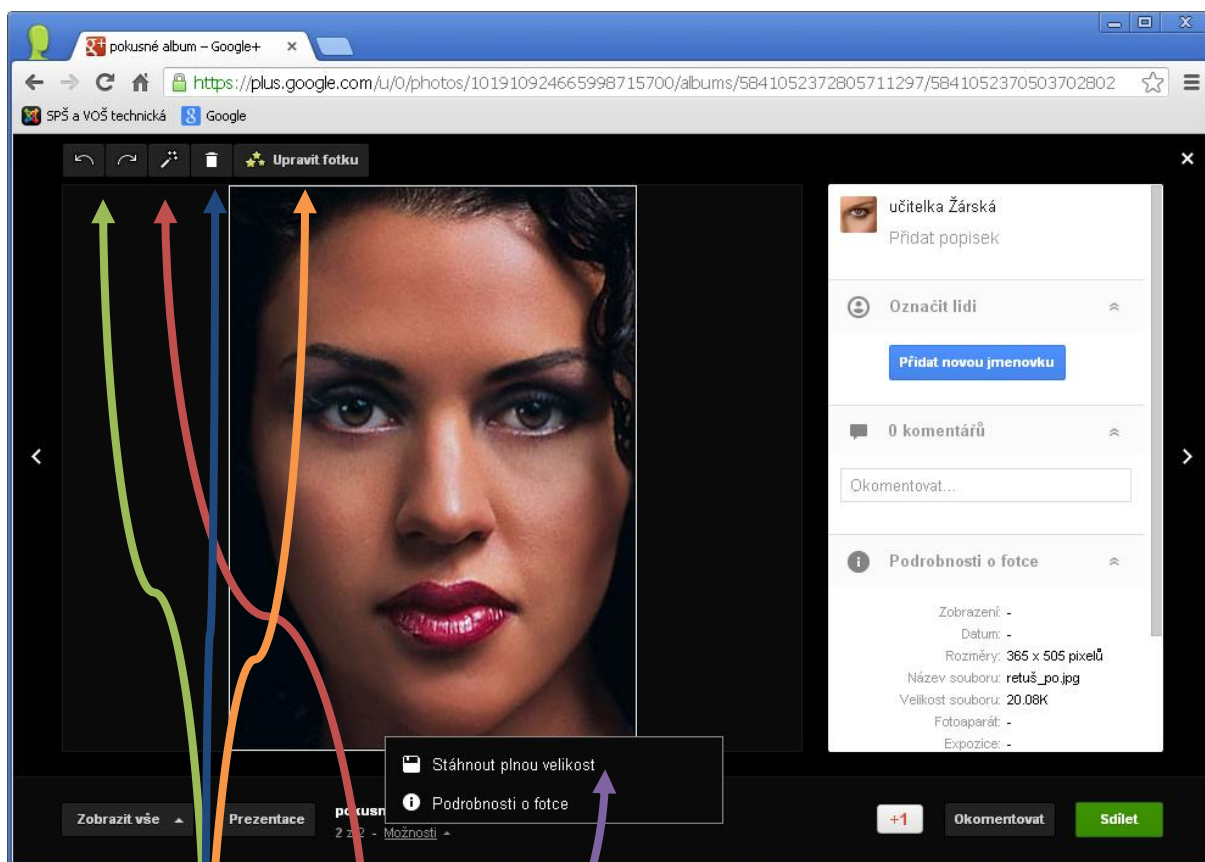 pokusné album – Google+
https://plus.google.com/u/0/photos/101910924665998715700/albums/5841052372805711297/5841052370503702802
SPŠ a VOŠ technická Google
Upravit fotku
učitelka Žárská
Přidat popisek
Označit lidi
Přidat novou jmenovku
0 komentářů
Okomentovat...
Podrobnosti o fotce
Zobrazení: -
Datum: -
Rozměry: 365 x 505 pixelů
Název souboru: retuš_po.jpg
Velikost souboru: 20.08K
Fotoaparát: -
Expozice: -
Stáhnout plnou velikost
Podrobnosti o fotce
Zobrazit vše Prezentace
2 z 2 - Možnosti
+1 Okomentovat Sdílet